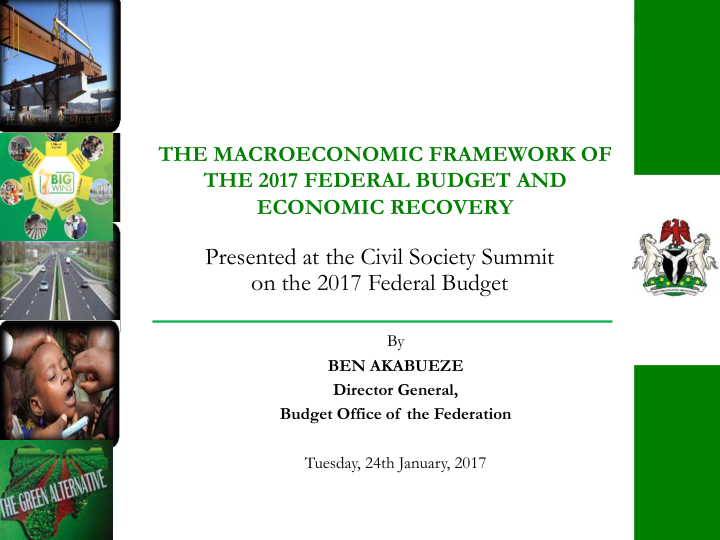 THE MACROECONOMIC FRAMEWORK OF
THE 2017 FEDERAL BUDGET AND
ECONOMIC RECOVERY
Presented at the Civil Society Summit
on the 2017 Federal Budget
By
BEN AKABUEZE
Director General,
Budget Office of the Federation
Tuesday, 24th January, 2017
7 BIG
WINS
THE GREEN ALTERNATIVE